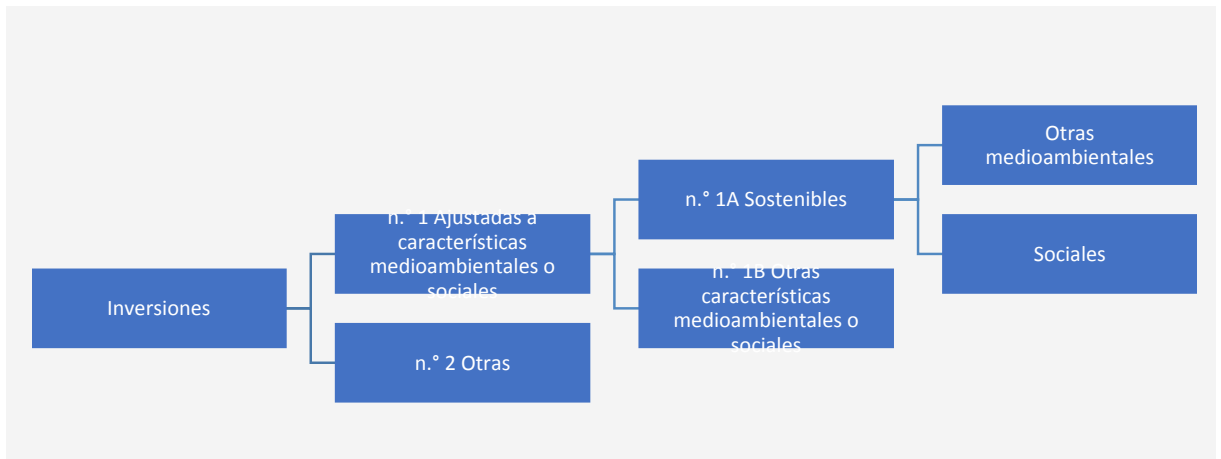 Inversiones
n.° 1 Ajustadas a
características
medioambientales o
sociales
n.° 2 Otras
n.° 1A Sostenibles
n.° 1B Otras
características
medioambientales o
sociales
Otras
medioambientales
Sociales